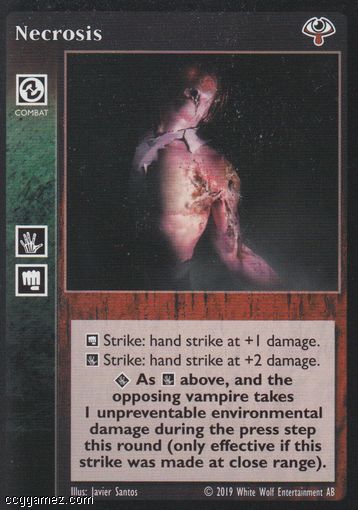 Necrosis
COMBAT
Strike: hand strike at +1 damage.
Strike: hand strike at +2 damage.
As above, and the
opposing vampire takes
1 unpreventable environmental
damage during the press step
this round (only effective if this
strike was made at close range).
Illus: Javier Santos © 2019 White Wolf Entertainment AB
ccggamez.com